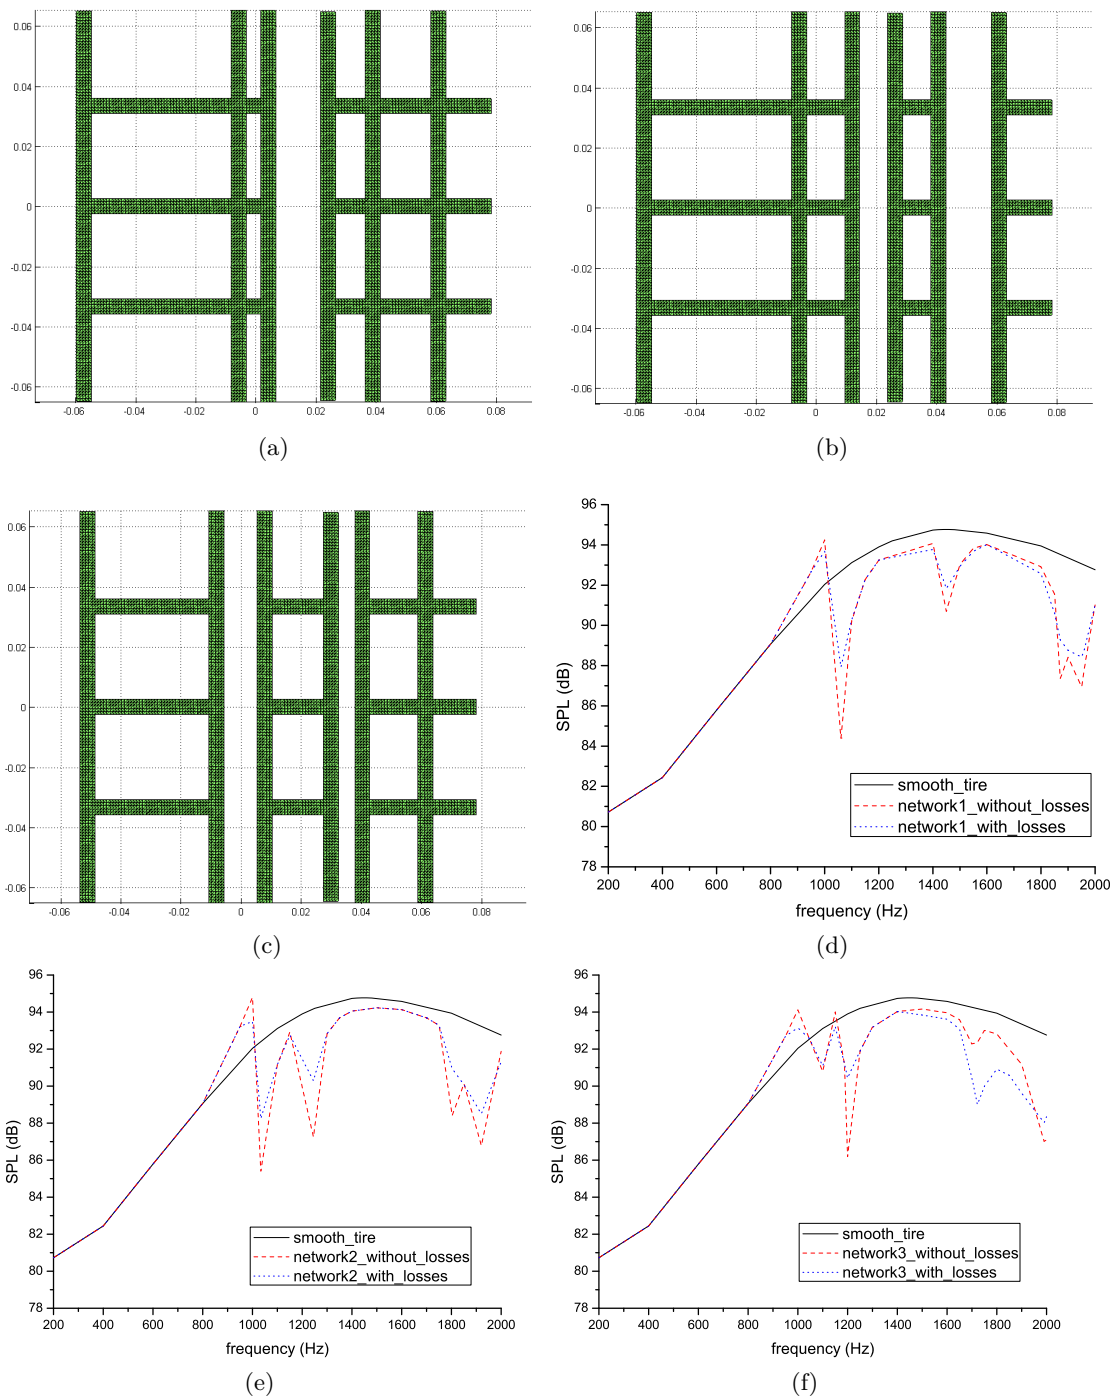 0.06
0.04
0.02
0
-0.02
-0.04
-0.06
-0.06 -0.04 -0.02 0 0.02 0.04 0.06 0.08
(a)
0.06
0.04
0.02
0
-0.02
-0.04
-0.06
-0.06 -0.04 -0.02 0 0.02 0.04 0.06 0.08
(b)
0.06
0.04
0.02
0
-0.02
-0.04
-0.06
-0.06 -0.04 -0.02 0 0.02 0.04 0.06 0.08
(c)
96
94
92
90
88
86
84
82
80
78
SPL (dB)
smooth_tire
network1_without_losses
network1_with_losses
200 400 600 800 1000 1200 1400 1600 1800 2000
frequency (Hz)
(d)
96
94
92
90
88
86
84
82
80
78
SPL (dB)
smooth_tire
network2_without_losses
network2_with_losses
200 400 600 800 1000 1200 1400 1600 1800 2000
frequency (Hz)
(e)
96
94
92
90
88
86
84
82
80
78
SPL (dB)
smooth_tire
network3_without_losses
network3_with_losses
200 400 600 800 1000 1200 1400 1600 1800 2000
frequency (Hz)
(f)